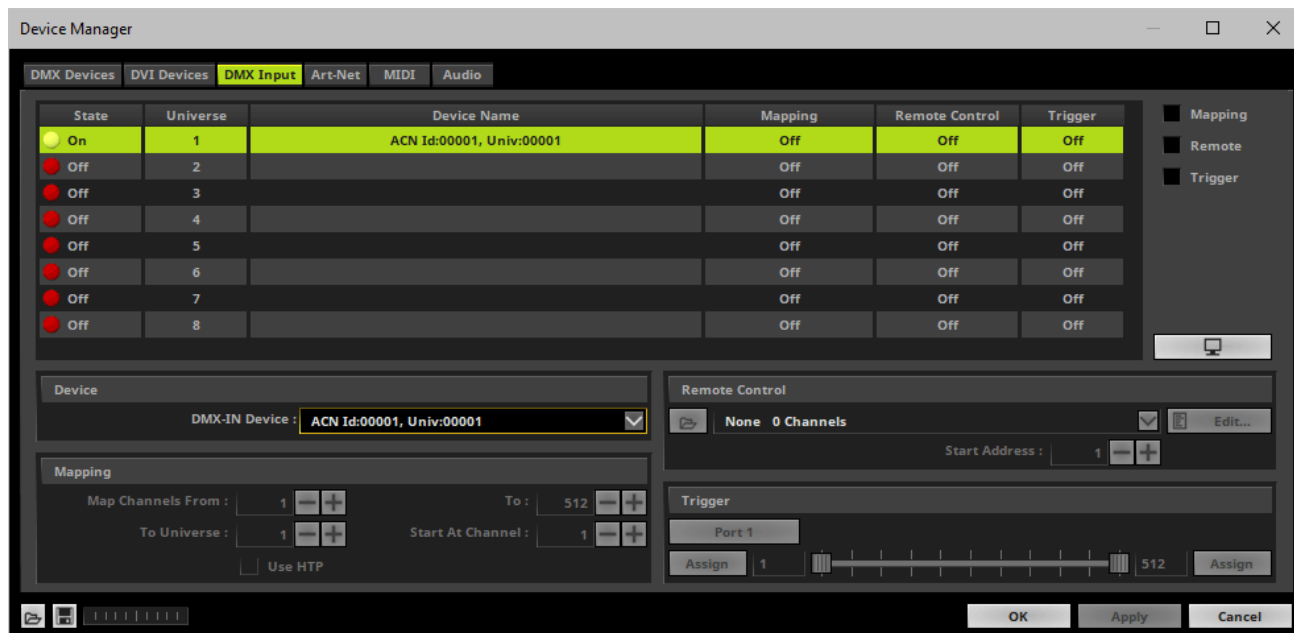 Device Manager
DMX Devices DVI Devices DMX Input Art-Net MIDI Audio
State Universe Device Name Mapping Remote Control Trigger
On 1 ACN Id:00001, Univ:00001 Off Off Off
Off 2 Off Off Off
Off 3 Off Off Off
Off 4 Off Off Off
Off 5 Off Off Off
Off 6 Off Off Off
Off 7 Off Off Off
Off 8 Off Off Off
Mapping
Remote
Trigger
Device
DMX-IN Device : ACN Id:00001, Univ:00001
Mapping
Map Channels From : 1 To : 512
To Universe : 1 Start At Channel : 1
Use HTP
Remote Control
None 0 Channels Edit...
Start Address : 1
Trigger
Port 1
Assign 1 512 Assign
OK Apply Cancel